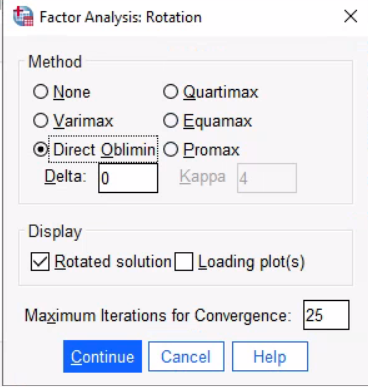 Factor Analysis: Rotation
Method
None Quartimax
Varimax Equamax
Direct Oblimin Promax
Delta: 0 Kappa 4
Display
Rotated solution Loading plot(s)
Maximum Iterations for Convergence: 25
Continue Cancel Help